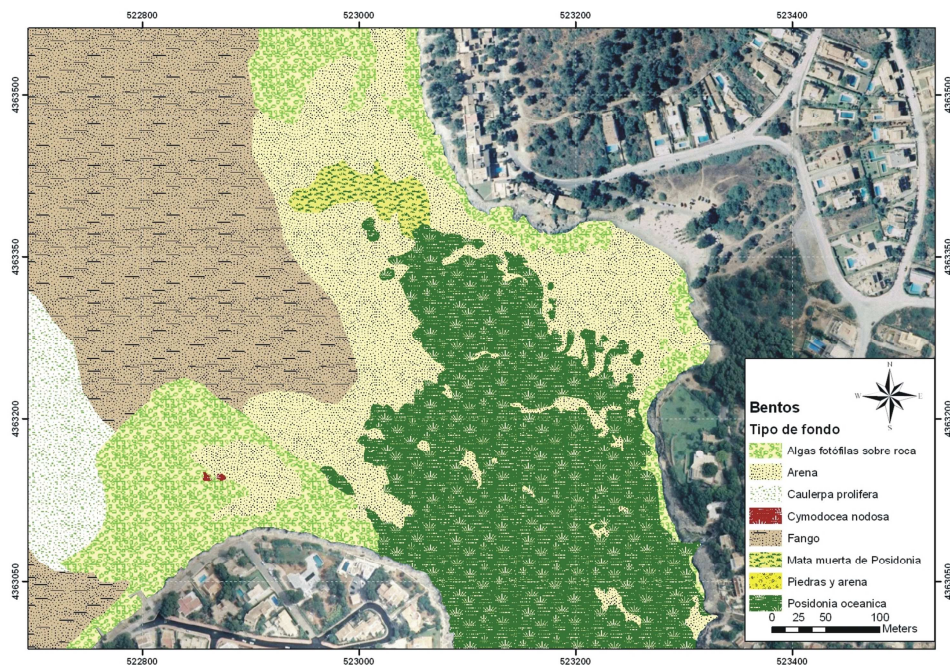 522800 523000 523200 523400
4363500 4363500
4363350 4363350
4363200 4363200
4363050 4363050
N
W E
S
Bentos
Tipo de fondo
Algas fotófilas sobre roca
Arena
Caulerpa prolifera
Cymodocea nodosa
Fango
Mata muerta de Posidonia
Piedras y arena
Posidonia oceanica
0 25 50 100
Meters
522800 523000 523200 523400